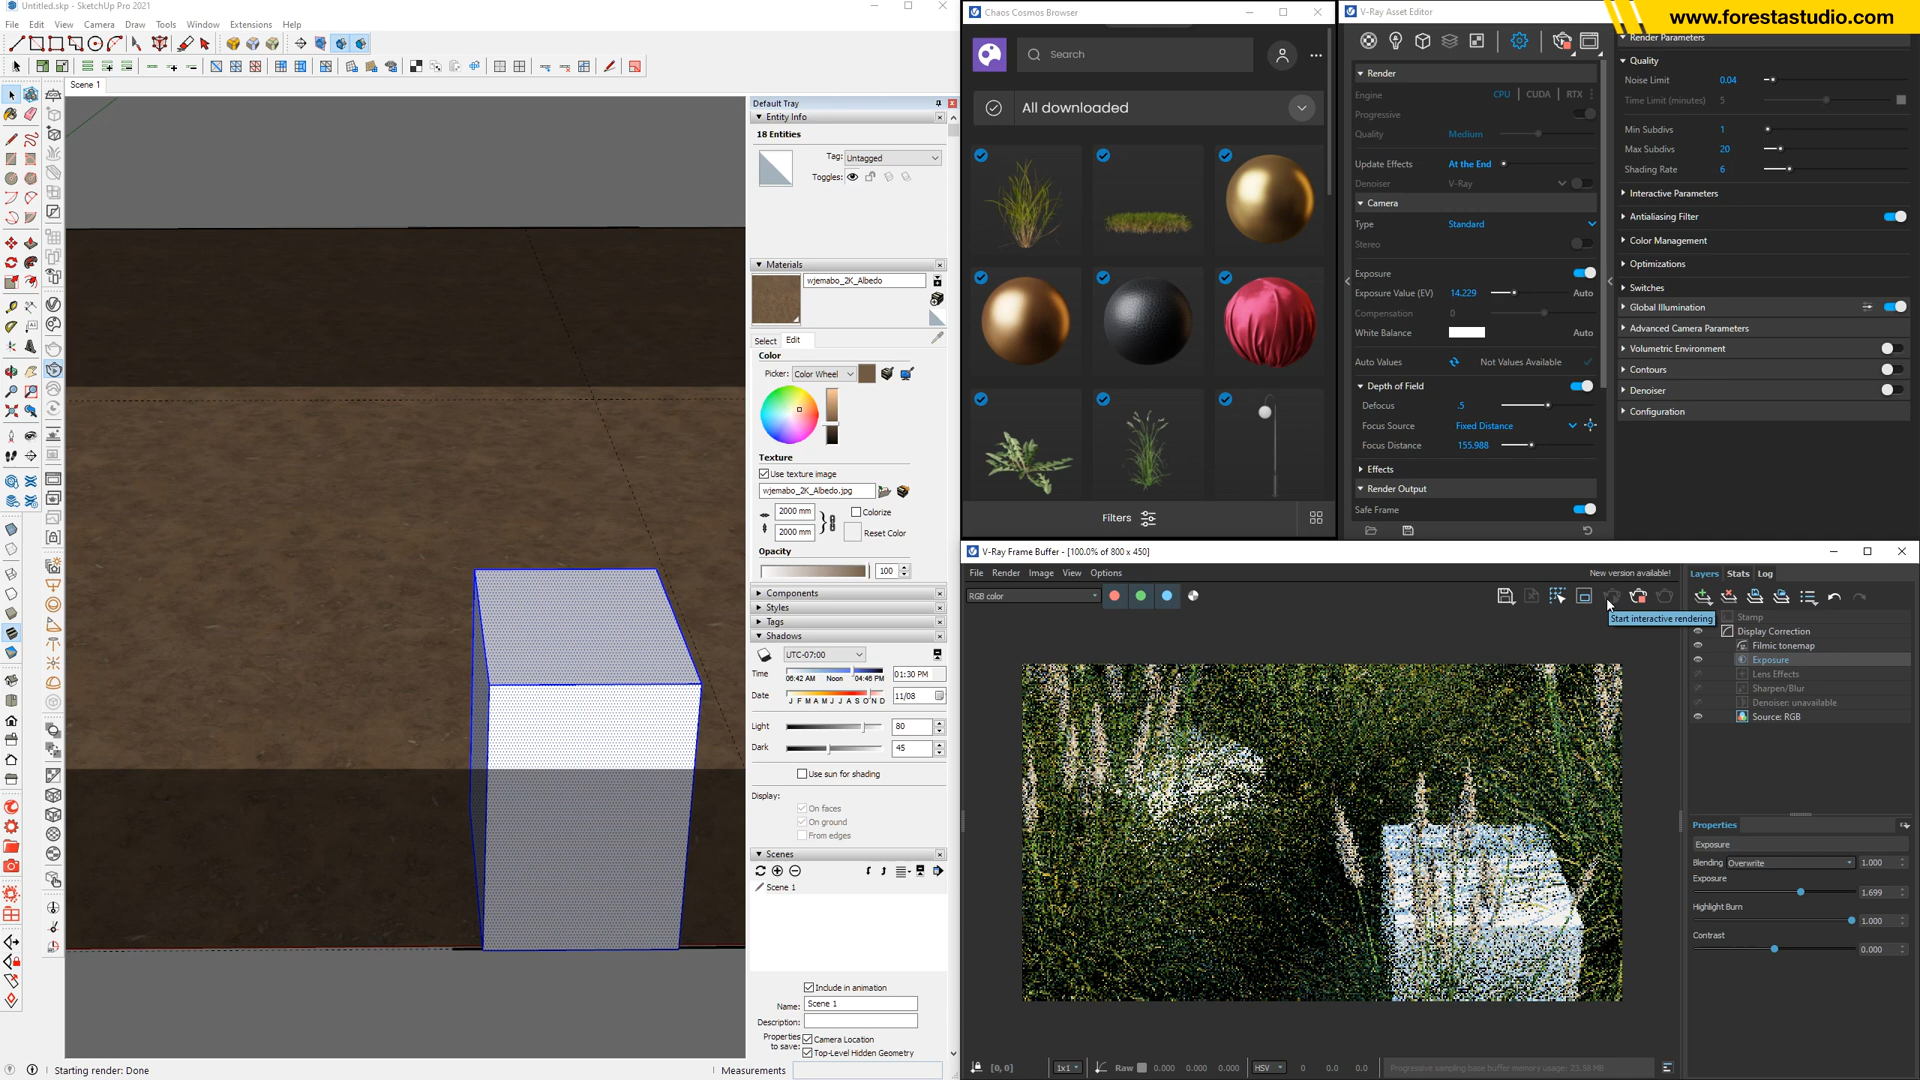 Untitled.skp - SketchUp Pro 2021
File Edit View Camera Draw Tools Window Extensions Help
Scene 1
Default Tray
Entity Info
18 Entities
Tag: Untagged
Toggles:
Materials
wjemabo_2K_Albedo
Select Edit
Color
Picker: Color Wheel
Texture
Use texture image
wjemabo_2K_Albedo.jpg
2000 mm
Colorize
2000 mm
Reset Color
Opacity
100
Components
Styles
Tags
Shadows
UTC-07:00
Time 06:42 AM Noon 04:46 PM 01:30 PM
Date J F M A M J J A S O N D 11/08
Light 80
Dark 45
Use sun for shading
Display:
On faces
On ground
From edges
Scenes
Scene 1
Include in animation
Name: Scene 1
Description:
Properties to save:
Camera Location
Top-Level Hidden Geometry
Starting render: Done
Measurements
Chaos Cosmos Browser
Search
All downloaded
Filters
V-Ray Asset Editor
www.forestastudio.com
Render
Engine CPU | CUDA | RTX
Progressive
Quality Medium
Update Effects At the End
Denoiser V-Ray
Camera
Type Standard
Stereo
Exposure
Exposure Value (EV) 14.229 Auto
Compensation 0
White Balance Auto
Auto Values Not Values Available
Depth of Field
Defocus .5
Focus Source Fixed Distance
Focus Distance 155.988
Effects
Render Output
Safe Frame
Render Parameters
Quality
Noise Limit 0.04
Time Limit (minutes) 5
Min Subdivs 1
Max Subdivs 20
Shading Rate 6
Interactive Parameters
Antialiasing Filter
Color Management
Optimizations
Switches
Global Illumination
Advanced Camera Parameters
Volumetric Environment
Contours
Denoiser
Configuration
V-Ray Frame Buffer - [100.0% of 800 x 450]
File Render Image View Options
New version available!
RGB color
Start interactive rendering
Layers Stats Log
Stamp
Display Correction
Filmic tonemap
Exposure
Lens Effects
Sharpen/Blur
Denoiser: unavailable
Source: RGB
Properties
Exposure
Blending Overwrite 1.000
Exposure
1.699
Highlight Burn
1.000
Contrast
0.000
[0, 0]
1x1
Raw 0.000 0.000 0.000
HSV 0 0.0 0.0
Progressive sampling base buffer memory usage: 23.38 MB